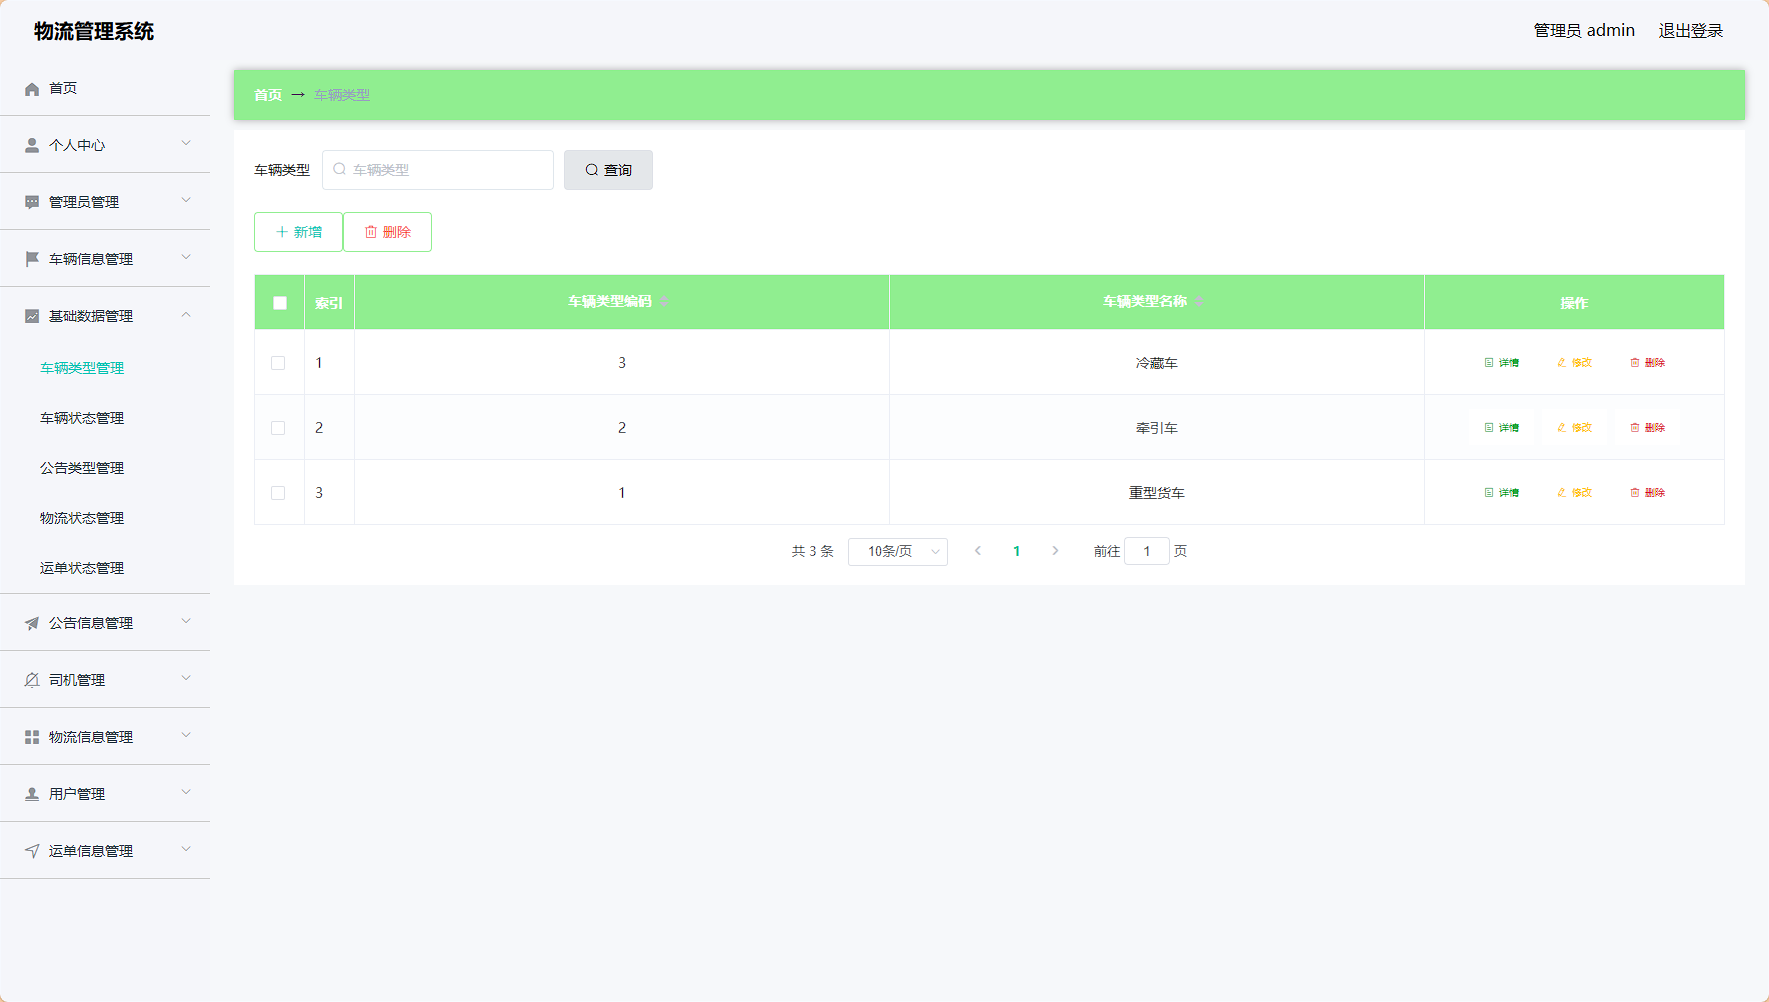 物流管理系统
管理员 admin 退出登录
首页
个人中心
管理员管理
车辆信息管理
基础数据管理
车辆类型管理
车辆状态管理
公告类型管理
物流状态管理
运单状态管理
公告信息管理
司机管理
物流信息管理
用户管理
运单信息管理
首页 → 车辆类型
车辆类型 车辆类型 查询
新增 删除
索引 车辆类型编码 车辆类型名称 操作
1 3 冷藏车 详情 修改 删除
2 2 牵引车 详情 修改 删除
3 1 重型货车 详情 修改 删除
共 3 条 10条/页 1 前往 1 页